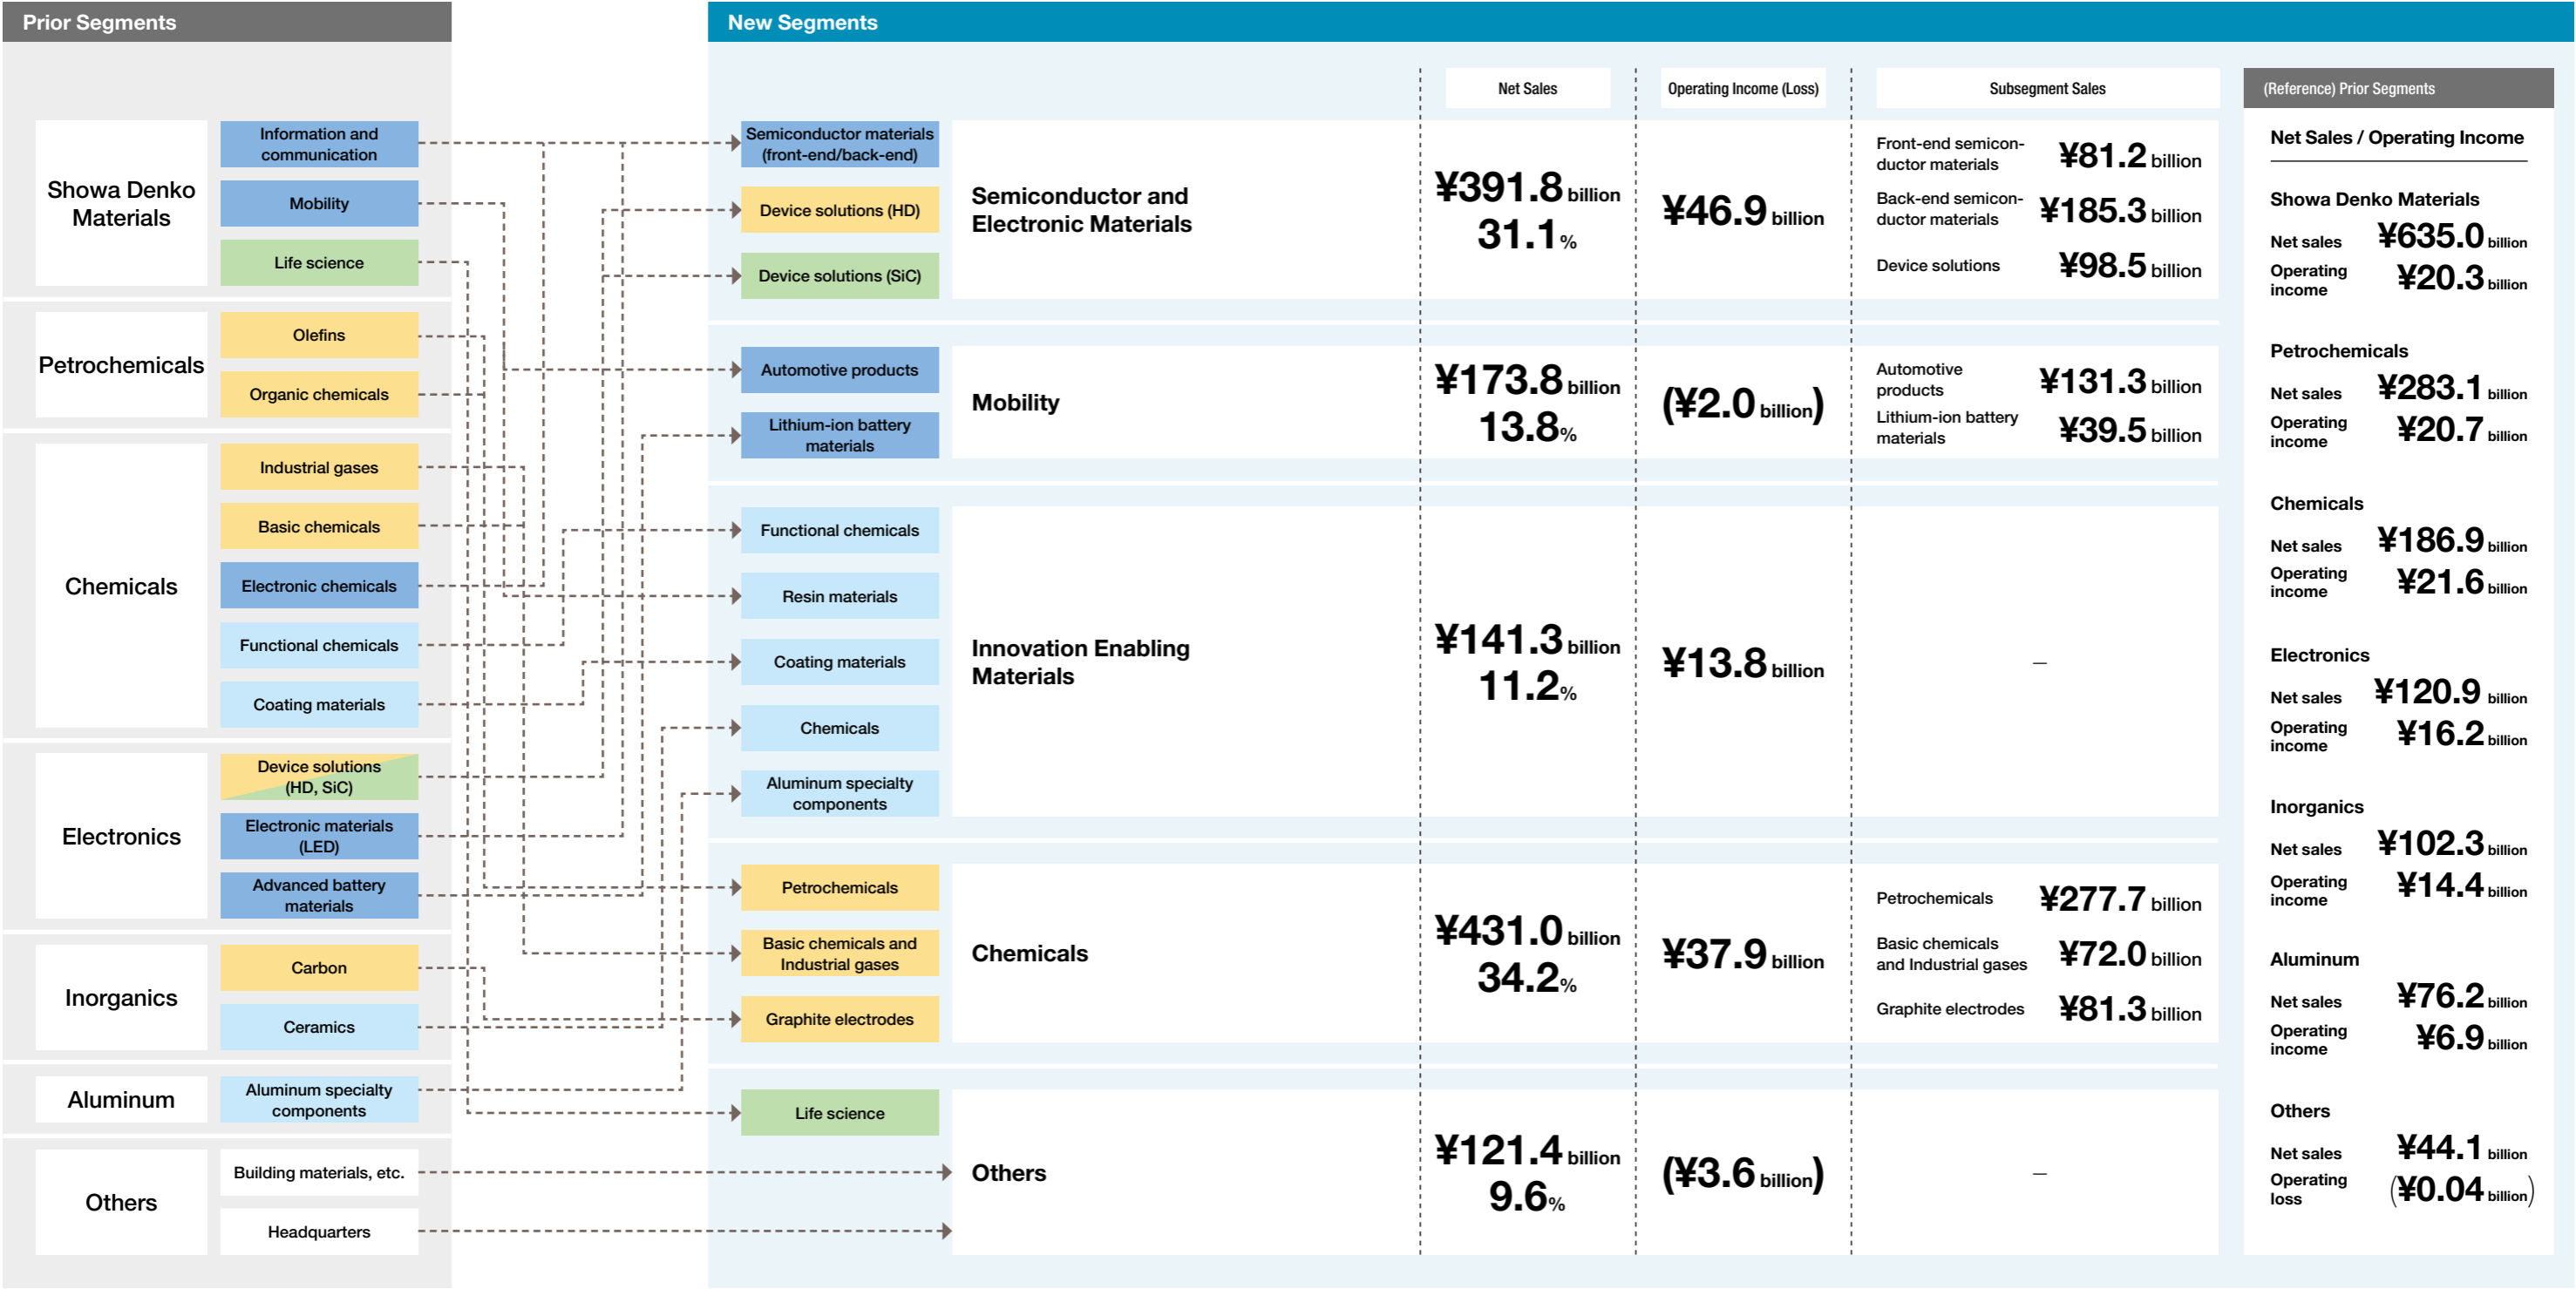 Prior Segments
New Segments
Showa Denko
Materials
Information and
communication
Mobility
Life science
Petrochemicals
Olefins
Organic chemicals
Chemicals
Industrial gases
Basic chemicals
Electronic chemicals
Functional chemicals
Coating materials
Electronics
Device solutions
(HD, SiC)
Electronic materials
(LED)
Advanced battery
materials
Inorganics
Carbon
Ceramics
Aluminum
Aluminum specialty
components
Others
Building materials, etc.
Headquarters
Net Sales
Operating Income (Loss)
Subsegment Sales
Semiconductor materials
(front-end/back-end)
Device solutions (HD)
Device solutions (SiC)
Semiconductor and
Electronic Materials
¥391.8 billion
31.1%
¥46.9 billion
Front-end semicon-
ductor materials
¥81.2 billion
Back-end semicon-
ductor materials
¥185.3 billion
Device solutions
¥98.5 billion
Automotive products
Lithium-ion battery
materials
Mobility
¥173.8 billion
13.8%
(¥2.0 billion)
Automotive
products
¥131.3 billion
Lithium-ion battery
materials
¥39.5 billion
Functional chemicals
Resin materials
Coating materials
Chemicals
Aluminum specialty
components
Innovation Enabling
Materials
¥141.3 billion
11.2%
¥13.8 billion
–
Petrochemicals
Basic chemicals and
Industrial gases
Graphite electrodes
Chemicals
¥431.0 billion
34.2%
¥37.9 billion
Petrochemicals
¥277.7 billion
Basic chemicals
and Industrial gases
¥72.0 billion
Graphite electrodes
¥81.3 billion
Life science
Others
¥121.4 billion
9.6%
(¥3.6 billion)
–
(Reference) Prior Segments
Net Sales / Operating Income
Showa Denko Materials
Net sales ¥635.0 billion
Operating
income
¥20.3 billion
Petrochemicals
Net sales ¥283.1 billion
Operating
income
¥20.7 billion
Chemicals
Net sales ¥186.9 billion
Operating
income
¥21.6 billion
Electronics
Net sales ¥120.9 billion
Operating
income
¥16.2 billion
Inorganics
Net sales ¥102.3 billion
Operating
income
¥14.4 billion
Aluminum
Net sales ¥76.2 billion
Operating
income
¥6.9 billion
Others
Net sales ¥44.1 billion
Operating
loss
(¥0.04 billion)